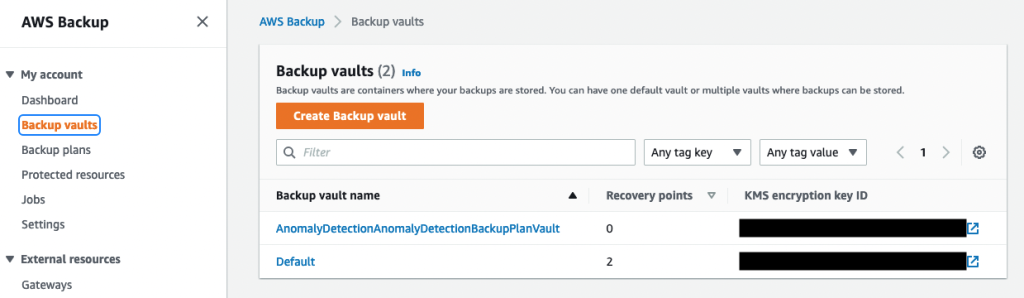 AWS Backup
My account
Dashboard
Backup vaults
Backup plans
Protected resources
Jobs
Settings
External resources
Gateways
AWS Backup > Backup vaults
Backup vaults (2) Info
Backup vaults are containers where your backups are stored. You can have one default vault or multiple vaults where backups can be stored.
Create Backup vault
Filter
Any tag key
Any tag value
1
Backup vault name Recovery points KMS encryption key ID
AnomalyDetectionAnomalyDetectionBackupPlanVault 0
Default 2